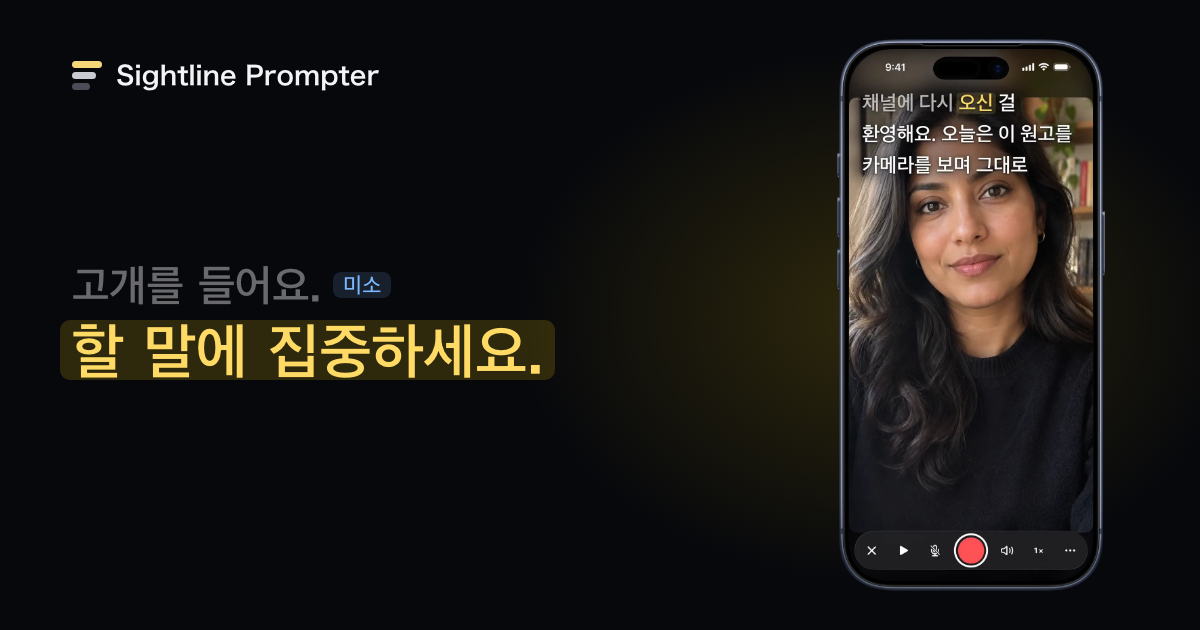 Sightline Prompter
고개를 들어요. 미소
할 말에 집중하세요.
9:41
채널에 다시 오신 걸
환영해요. 오늘은 이 원고를
카메라를 보며 그대로
1×